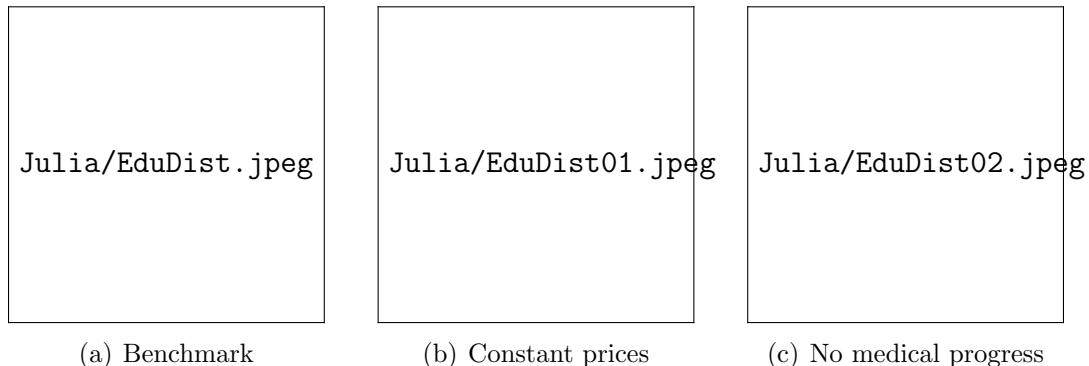 Julia/EduDist.jpeg Julia/EduDist01.jpeg Julia/EduDist02.jpeg
(a) Benchmark (b) Constant prices (c) No medical progress